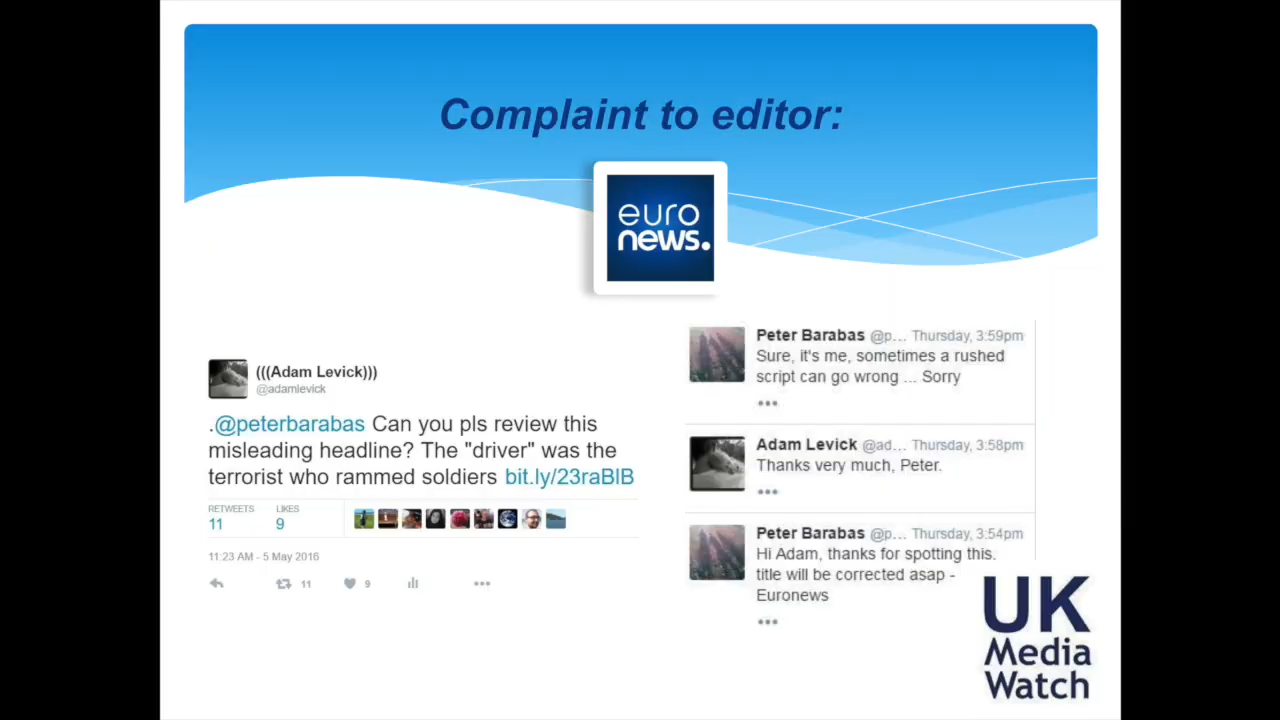 Complaint to editor:
euro
news.
(((Adam Levick)))
@adamlevick
.@peterbarabas Can you pls review this
misleading headline? The "driver" was the
terrorist who rammed soldiers bit.ly/23raBlB
RETWEETS LIKES
11 9
11:23 AM - 5 May 2016
11 9
Peter Barabas @p... Thursday, 3:59pm
Sure, it's me, sometimes a rushed
script can go wrong ... Sorry
Adam Levick @ad... Thursday, 3:58pm
Thanks very much, Peter.
Peter Barabas @p... Thursday, 3:54pm
Hi Adam, thanks for spotting this.
title will be corrected asap -
Euronews
UK
Media
Watch